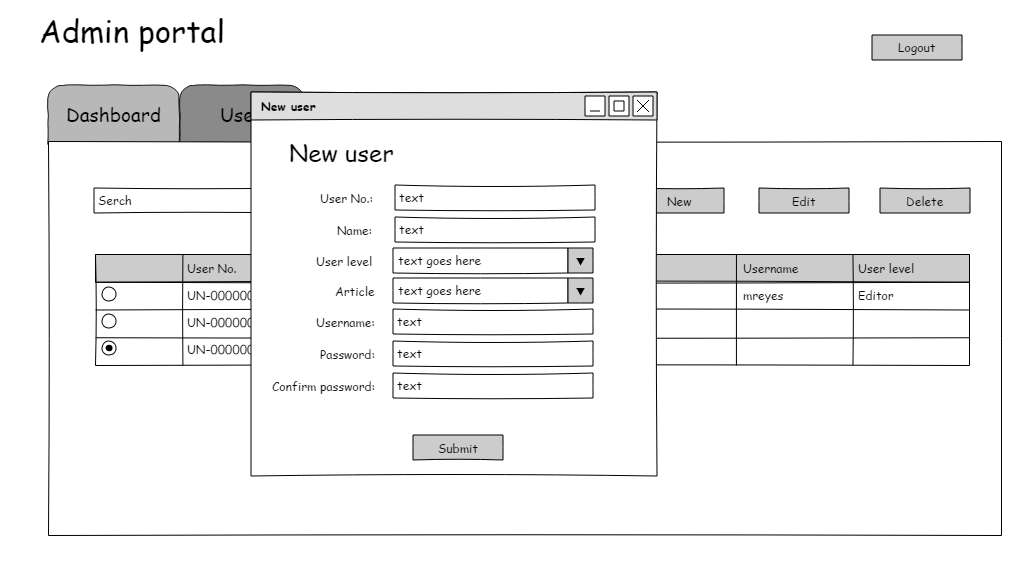 Admin portal
Logout
Dashboard
Use
New user
New user
Serch
New
Edit
Delete
User No.:
text
Name:
text
User level
text goes here
Article
text goes here
Username:
text
Password:
text
Confirm password:
text
Submit
User No.
Username
User level
UN-000000
mreyes
Editor
UN-000000
UN-000000